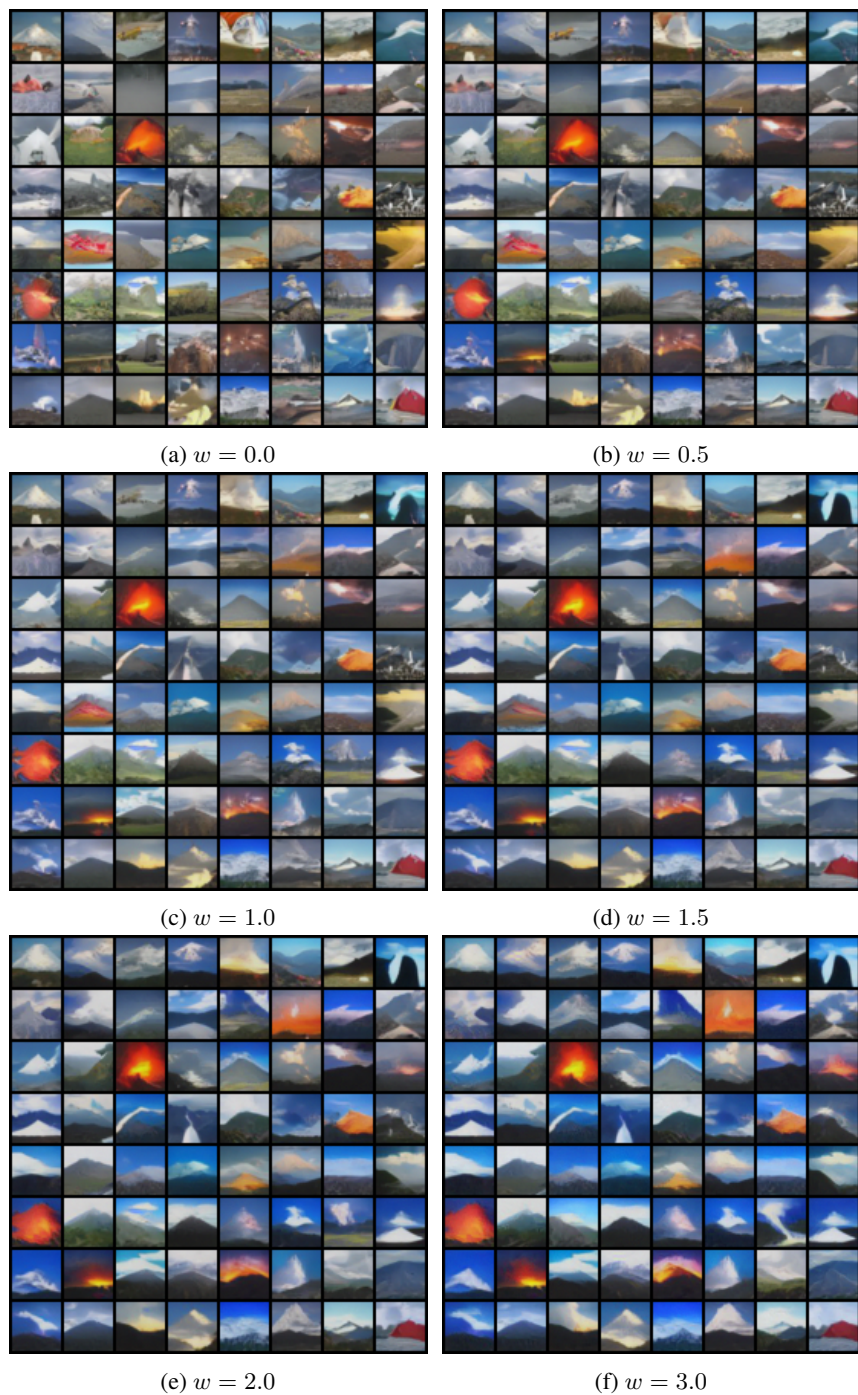 (a) w = 0.0
(b) w = 0.5
(c) w = 1.0
(d) w = 1.5
(e) w = 2.0
(f) w = 3.0